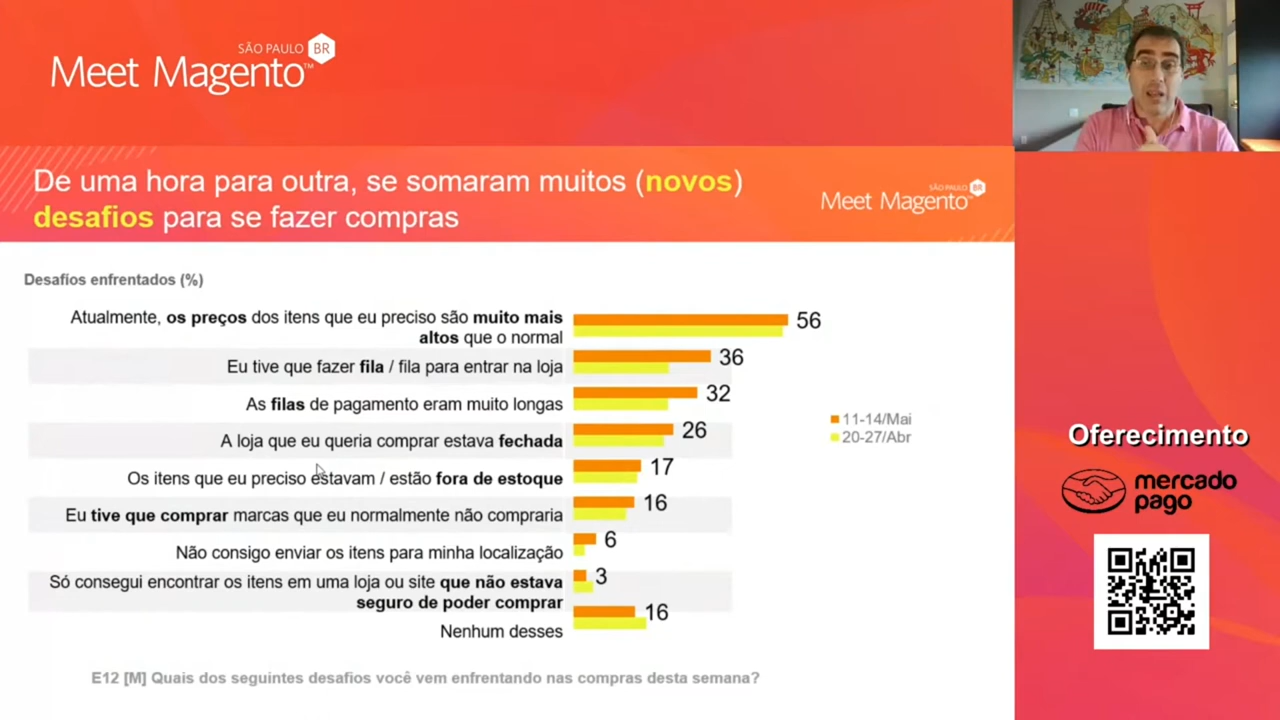 SÃO PAULO BR
Meet Magento™
De uma hora para outra, se somaram muitos (novos)
desafios para se fazer compras
SÃO PAULO BR
Meet Magento
Desafios enfrentados (%)
Atualmente, os preços dos itens que eu preciso são muito mais
altos que o normal
56
Eu tive que fazer fila / fila para entrar na loja
36
As filas de pagamento eram muito longas
32
A loja que eu queria comprar estava fechada
26
Os itens que eu preciso estavam / estão fora de estoque
17
Eu tive que comprar marcas que eu normalmente não compraria
16
Não consigo enviar os itens para minha localização
6
Só consegui encontrar os itens em uma loja ou site que não estava
seguro de poder comprar
3
Nenhum desses
16
11-14/Mai
20-27/Abr
E12 [M] Quais dos seguintes desafios você vem enfrentando nas compras desta semana?
Oferecimento
mercado
pago